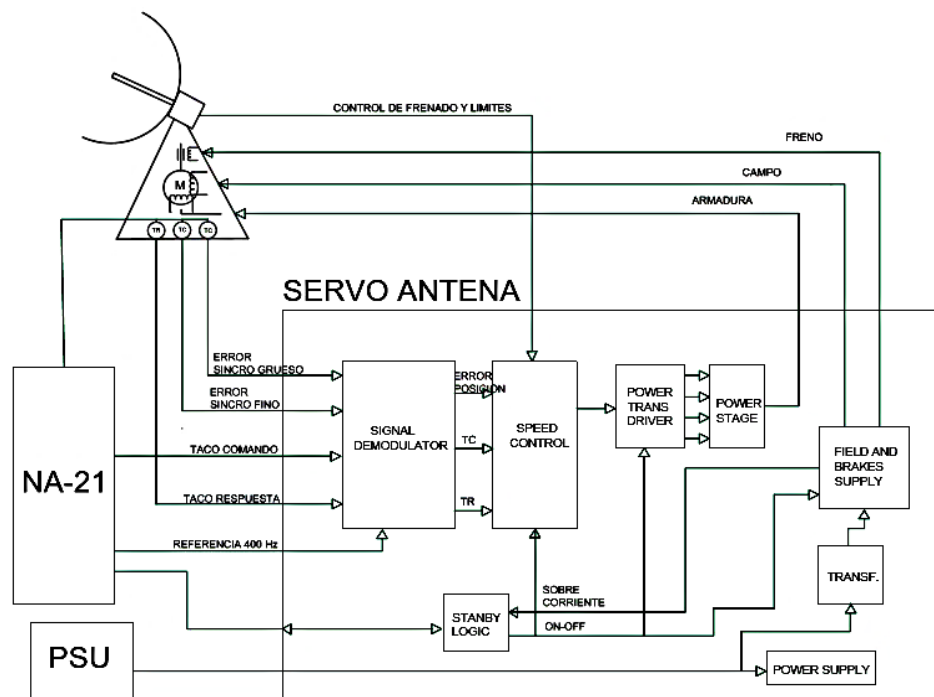 CONTROL DE FRENADO Y LIMITES
FRENO
CAMPO
ARMADURA
M
TR
TC
TC
SERVO ANTENA
ERROR
SINCRO GRUESO
ERROR
SINCRO FINO
TACO COMANDO
TACO RESPUESTA
REFERENCIA 400 Hz
NA-21
PSU
SIGNAL
DEMODULATOR
ERROR
POSICION
TC
TR
SPEED
CONTROL
POWER
TRANS
DRIVER
POWER
STAGE
FIELD AND
BRAKES
SUPPLY
TRANSF.
SOBRE
CORRIENTE
STANBY
LOGIC
ON-OFF
POWER SUPPLY